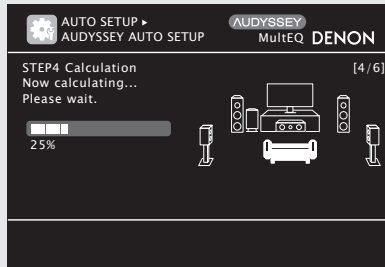 AUTO SETUP ▸
AUDYSSEY AUTO SETUP
AUDYSSEY
MultEQ
DENON
STEP4 Calculation
[4/6]
Now calculating...
Please wait.
25%